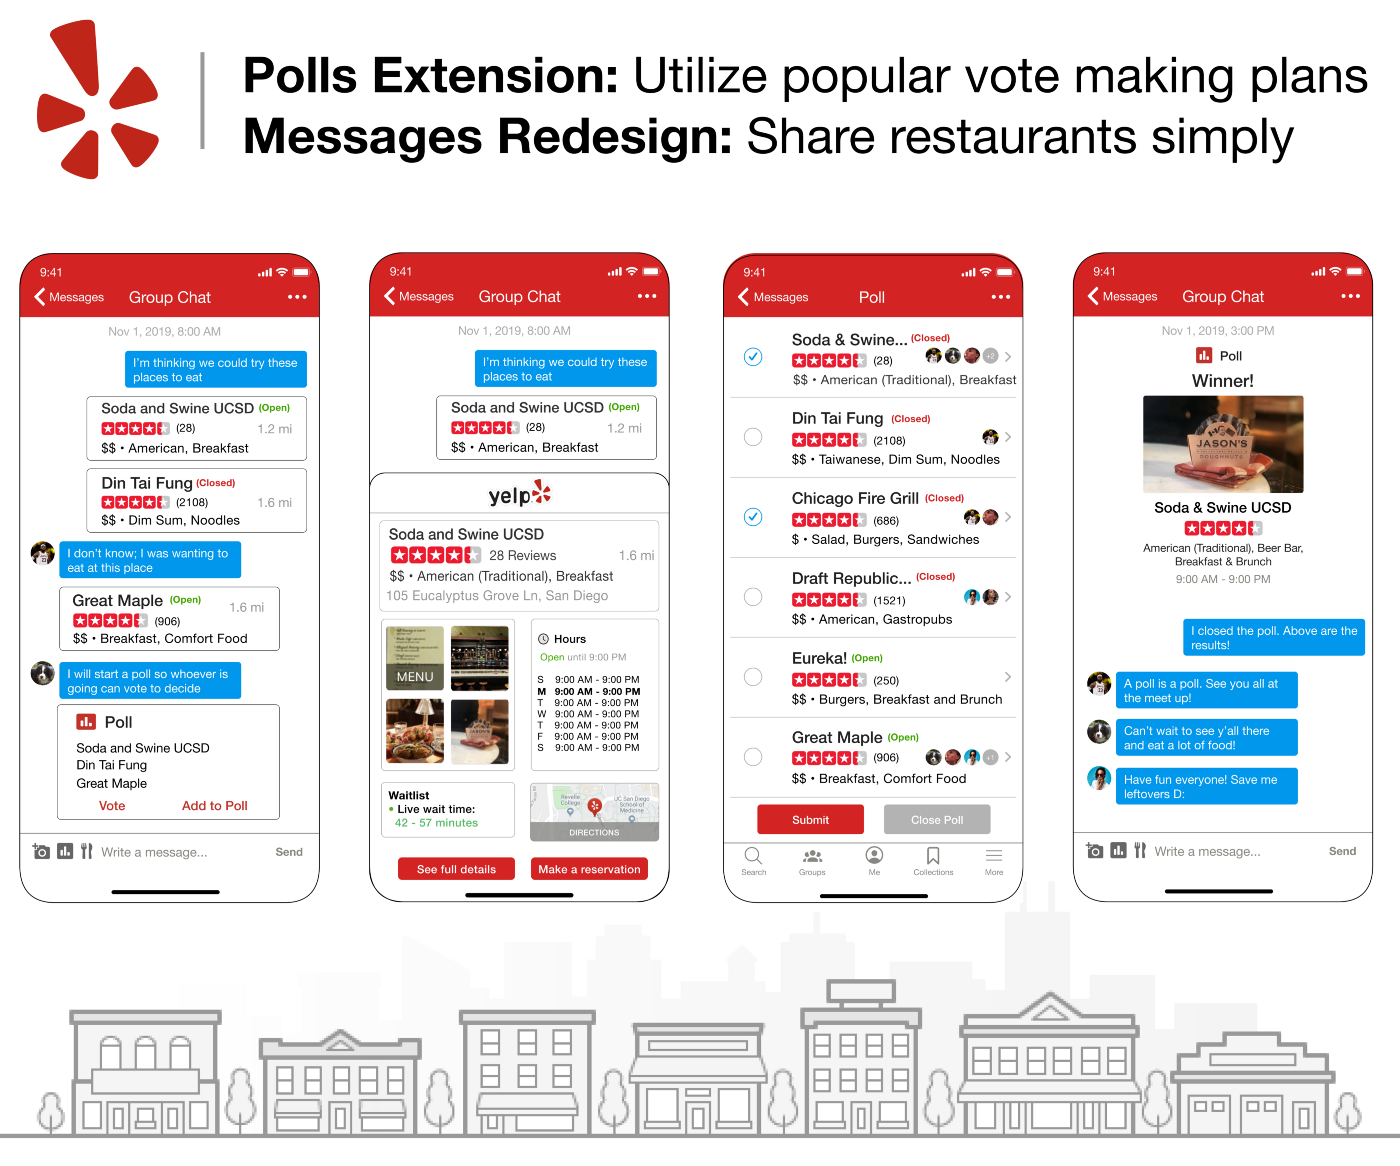 Polls Extension: Utilize popular vote making plans
Messages Redesign: Share restaurants simply
9:41
Messages
Group Chat
Nov 1, 2019, 8:00 AM
I'm thinking we could try these
places to eat
Soda and Swine UCSD (Open)
(28)
1.2 mi
$$ • American, Breakfast
Din Tai Fung (Closed)
(2108)
1.6 mi
$$ • Dim Sum, Noodles
I don't know; I was wanting to
eat at this place
Great Maple (Open)
1.6 mi
(906)
$$ • Breakfast, Comfort Food
I will start a poll so whoever is
going can vote to decide
Poll
Soda and Swine UCSD
Din Tai Fung
Great Maple
Vote
Add to Poll
Write a message...
Send
9:41
Messages
Group Chat
Nov 1, 2019, 8:00 AM
I'm thinking we could try these
places to eat
Soda and Swine UCSD (Open)
(28)
1.2 mi
$$ • American, Breakfast
yelp
Soda and Swine UCSD
28 Reviews
1.6 mi
$$ • American (Traditional), Breakfast
105 Eucalyptus Grove Ln, San Diego
MENU
Hours
Open until 9:00 PM
S 9:00 AM - 9:00 PM
M 9:00 AM - 9:00 PM
T 9:00 AM - 9:00 PM
W 9:00 AM - 9:00 PM
T 9:00 AM - 9:00 PM
F 9:00 AM - 9:00 PM
S 9:00 AM - 9:00 PM
Waitlist
• Live wait time:
42 - 57 minutes
Revelle
College
UC San Diego
School of
Medicine
DIRECTIONS
See full details
Make a reservation
9:41
Messages
Poll
Soda & Swine... (Closed)
(28)
+2
$$ • American (Traditional), Breakfast
Din Tai Fung (Closed)
(2108)
$$ • Taiwanese, Dim Sum, Noodles
Chicago Fire Grill (Closed)
(686)
$ • Salad, Burgers, Sandwiches
Draft Republic... (Closed)
(1521)
$$ • American, Gastropubs
Eureka! (Open)
(250)
$$ • Burgers, Breakfast and Brunch
Great Maple (Open)
(906)
+1
$$ • Breakfast, Comfort Food
Submit
Close Poll
Search
Groups
Me
Collections
More
9:41
Messages
Group Chat
Nov 1, 2019, 3:00 PM
Poll
Winner!
JASON'S
DOUGHNUTS
Soda & Swine UCSD
American (Traditional), Beer Bar,
Breakfast & Brunch
9:00 AM - 9:00 PM
I closed the poll. Above are the
results!
A poll is a poll. See you all at
the meet up!
Can't wait to see y'all there
and eat a lot of food!
Have fun everyone! Save me
leftovers D:
Write a message...
Send